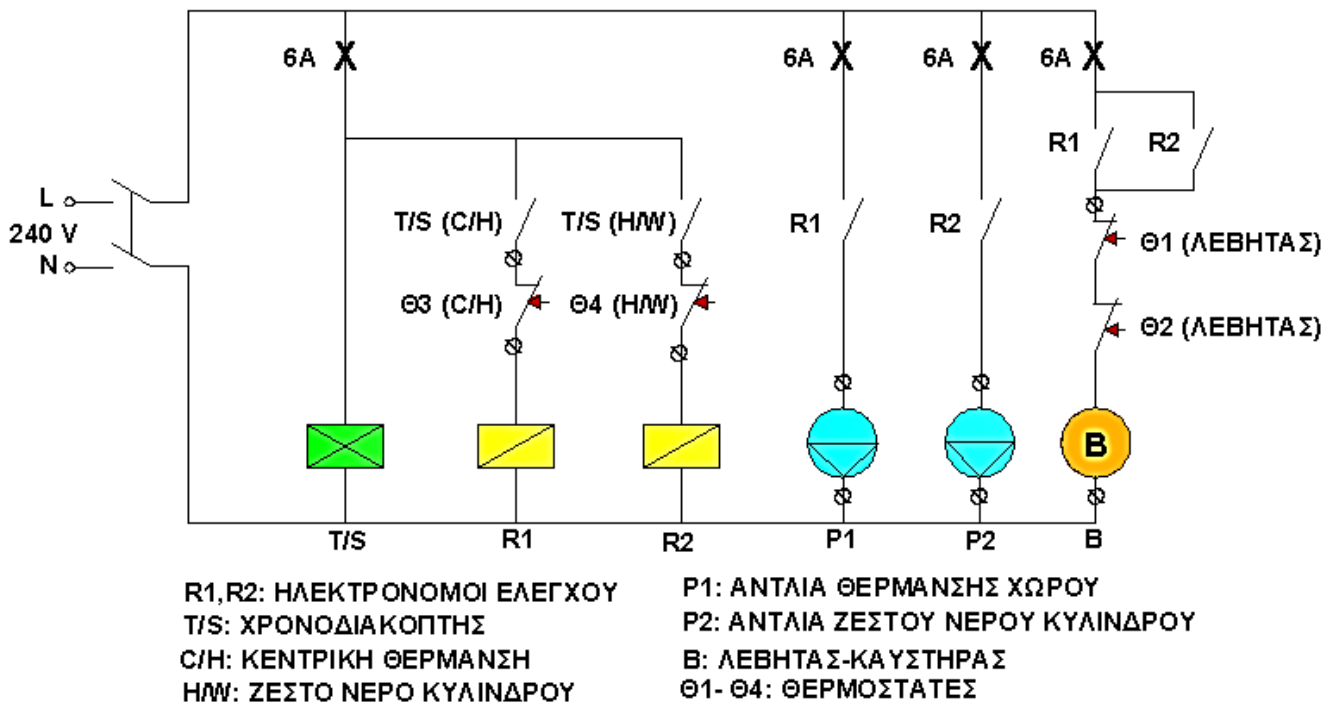 6A 6A 6A 6A
R1 R2
L
240 V
N
T/S (C/H) T/S (H/W) R1 R2
Θ1 (ΛΕΒΗΤΑΣ)
Θ3 (C/H) Θ4 (H/W)
Θ2 (ΛΕΒΗΤΑΣ)
B
T/S R1 R2 P1 P2 B
R1,R2: ΗΛΕΚΤΡΟΝΟΜΟΙ ΕΛΕΓΧΟΥ
T/S: ΧΡΟΝΟΔΙΑΚΟΠΤΗΣ
C/H: ΚΕΝΤΡΙΚΗ ΘΕΡΜΑΝΣΗ
H/W: ΖΕΣΤΟ ΝΕΡΟ ΚΥΛΙΝΔΡΟΥ
P1: ΑΝΤΛΙΑ ΘΕΡΜΑΝΣΗΣ ΧΩΡΟΥ
P2: ΑΝΤΛΙΑ ΖΕΣΤΟΥ ΝΕΡΟΥ ΚΥΛΙΝΔΡΟΥ
B: ΛΕΒΗΤΑΣ-ΚΑΥΣΤΗΡΑΣ
Θ1- Θ4: ΘΕΡΜΟΣΤΑΤΕΣ